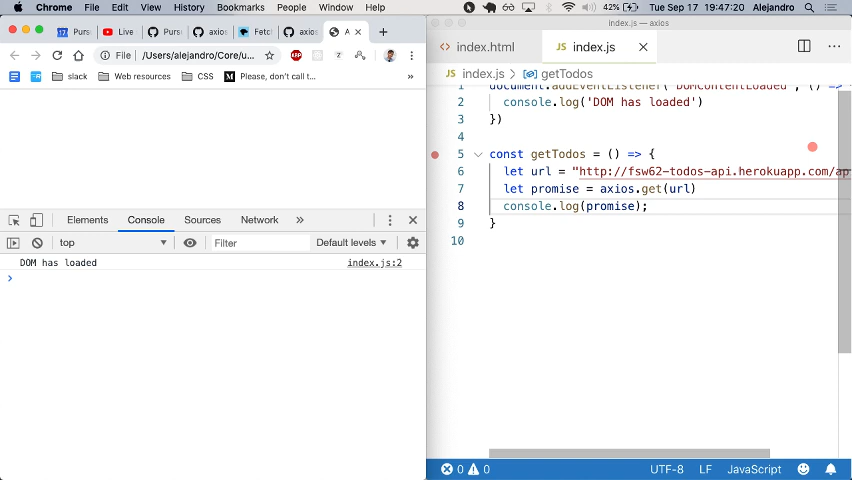 Chrome File Edit View History Bookmarks People Window Help 42% Tue Sep 17 19:47:20 Alejandro
Purs Live Purs axios Fetc axios A
File /Users/alejandro/Core/u...
slack Web resources CSS Please, don't call t... »
Elements Console Sources Network »
top Filter Default levels
DOM has loaded index.js:2
index.js — axios
index.html JS index.js
JS index.js getTodos
1 document.addEventListener('DOMContentLoaded', () =>
2 console.log('DOM has loaded')
3 })
4
5 const getTodos = () => {
6 let url = "http://fsw62-todos-api.herokuapp.com/ap
7 let promise = axios.get(url)
8 console.log(promise);
9 }
10
0 0 UTF-8 LF JavaScript